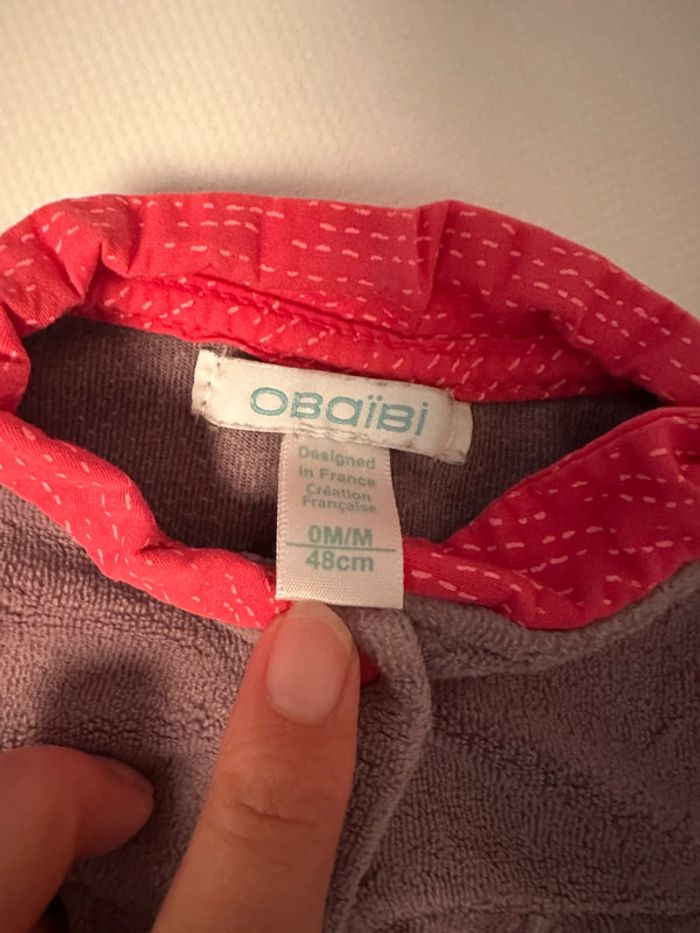 OBaïBi
Designed
in France
Création
Française
0M/M
48cm